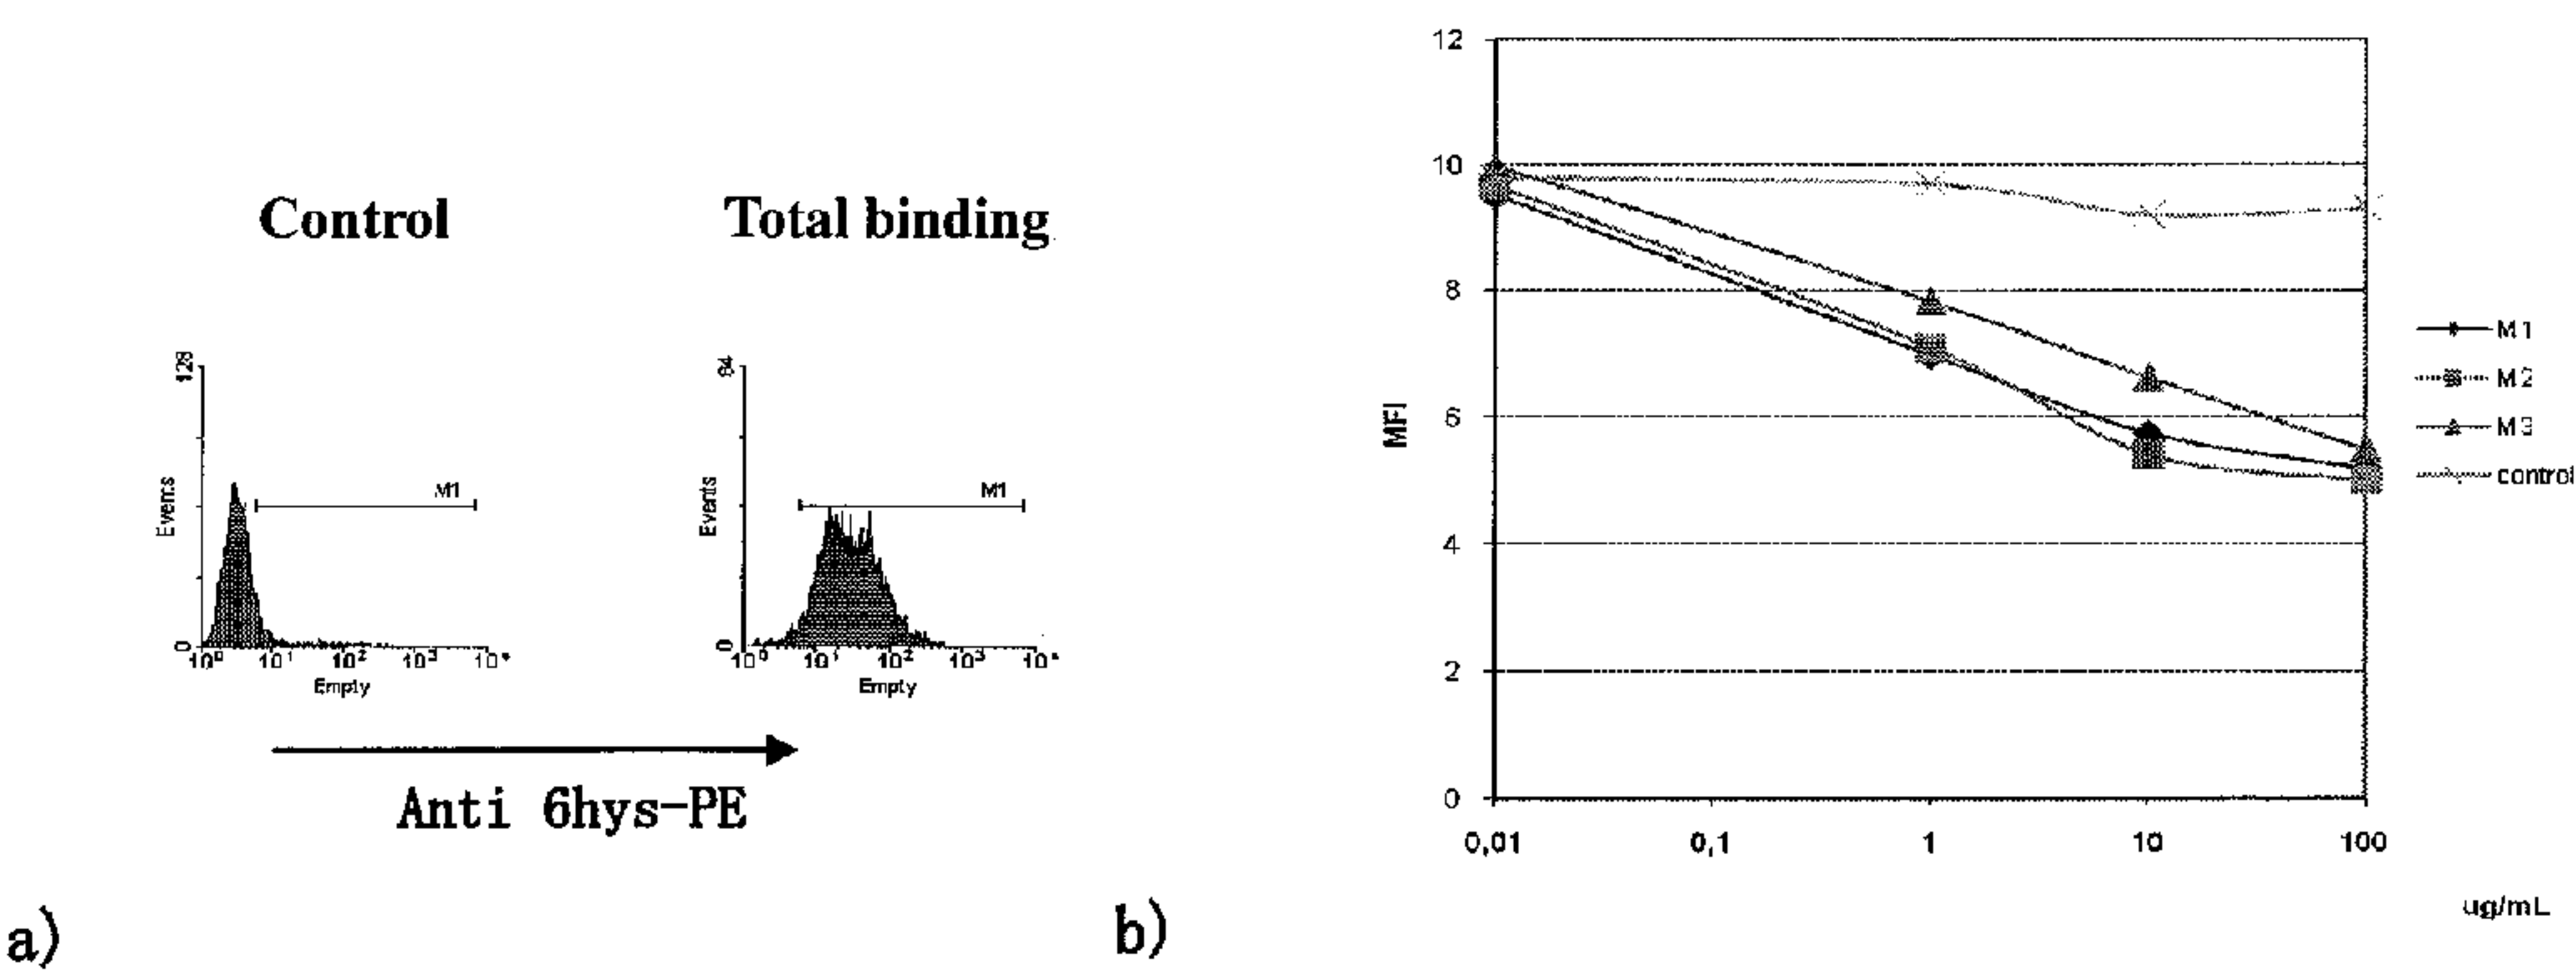 Control
Total binding
128
Events
M1
0
10⁰ 10¹ 10² 10³ 10⁴
Empty
64
Events
M1
0
10⁰ 10¹ 10² 10³ 10⁴
Empty
Anti 6hys-PE
a)
12
10
8
6
4
2
0
MFI
0,01 0,1 1 10 100
ug/mL
M1
M2
M3
control
b)